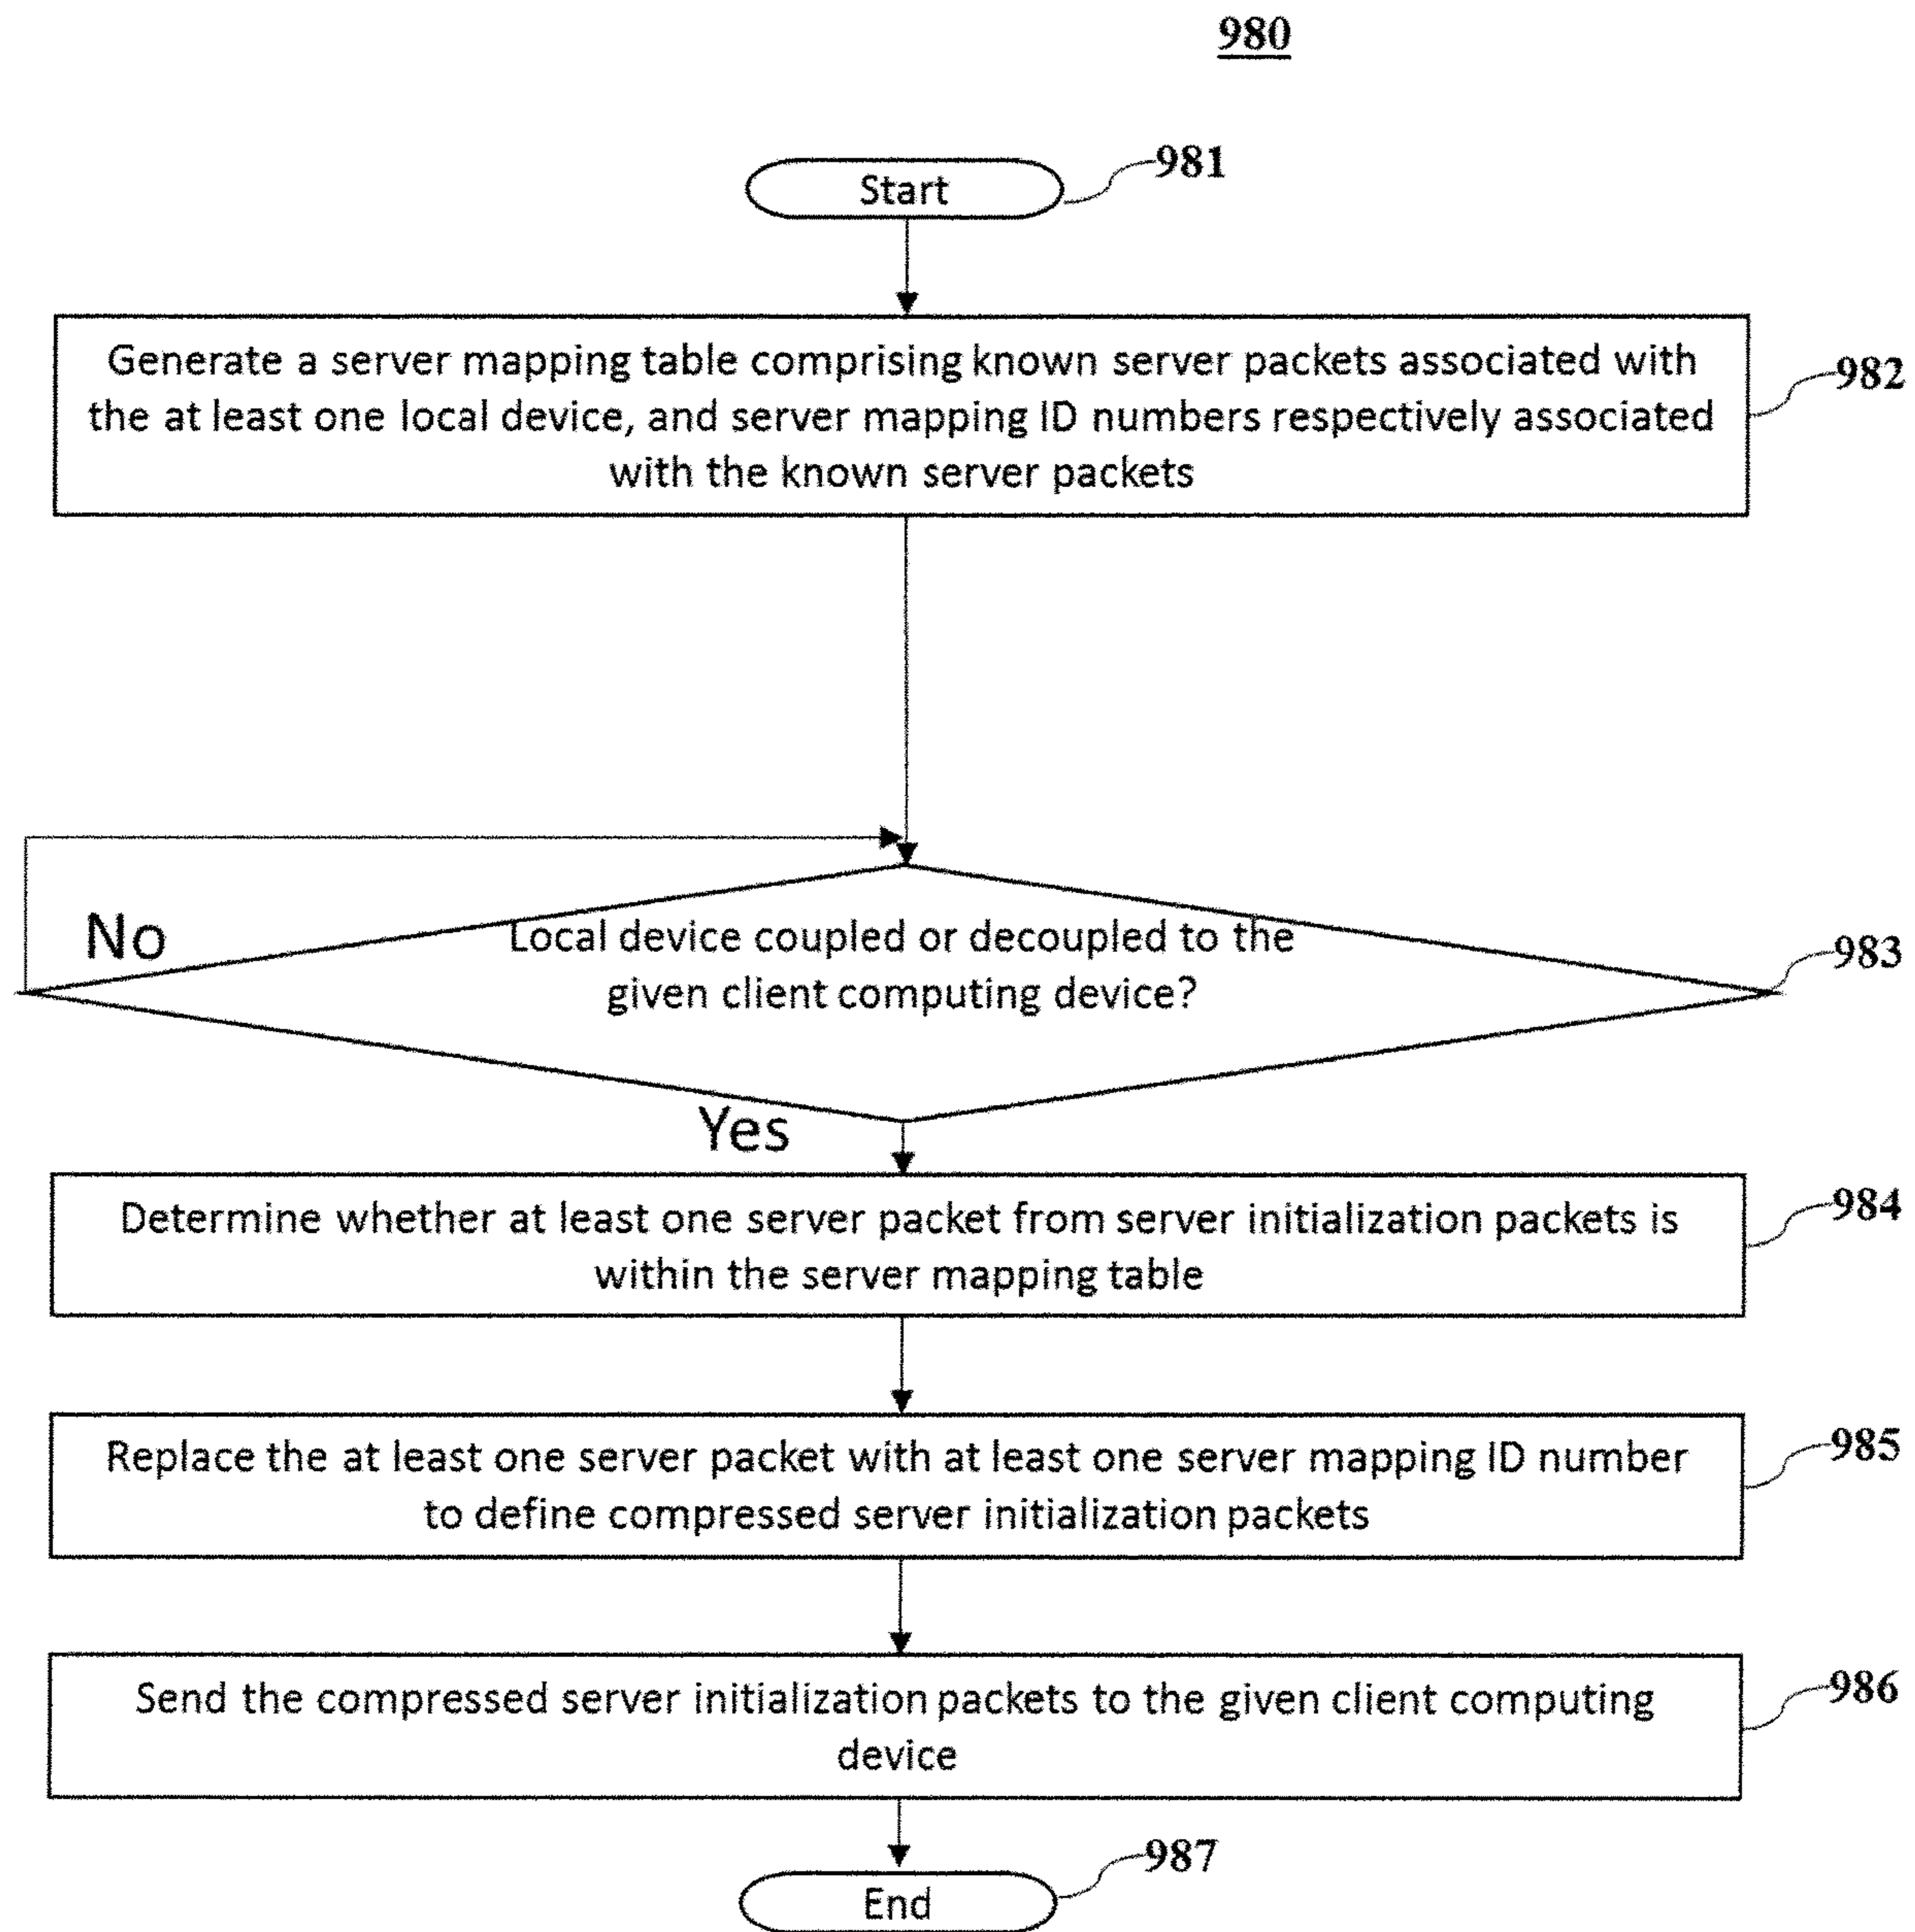 980
Start
981
Generate a server mapping table comprising known server packets associated with
the at least one local device, and server mapping ID numbers respectively associated
with the known server packets
982
Local device coupled or decoupled to the
given client computing device?
983
No
Yes
Determine whether at least one server packet from server initialization packets is
within the server mapping table
984
Replace the at least one server packet with at least one server mapping ID number
to define compressed server initialization packets
985
Send the compressed server initialization packets to the given client computing
device
986
End
987